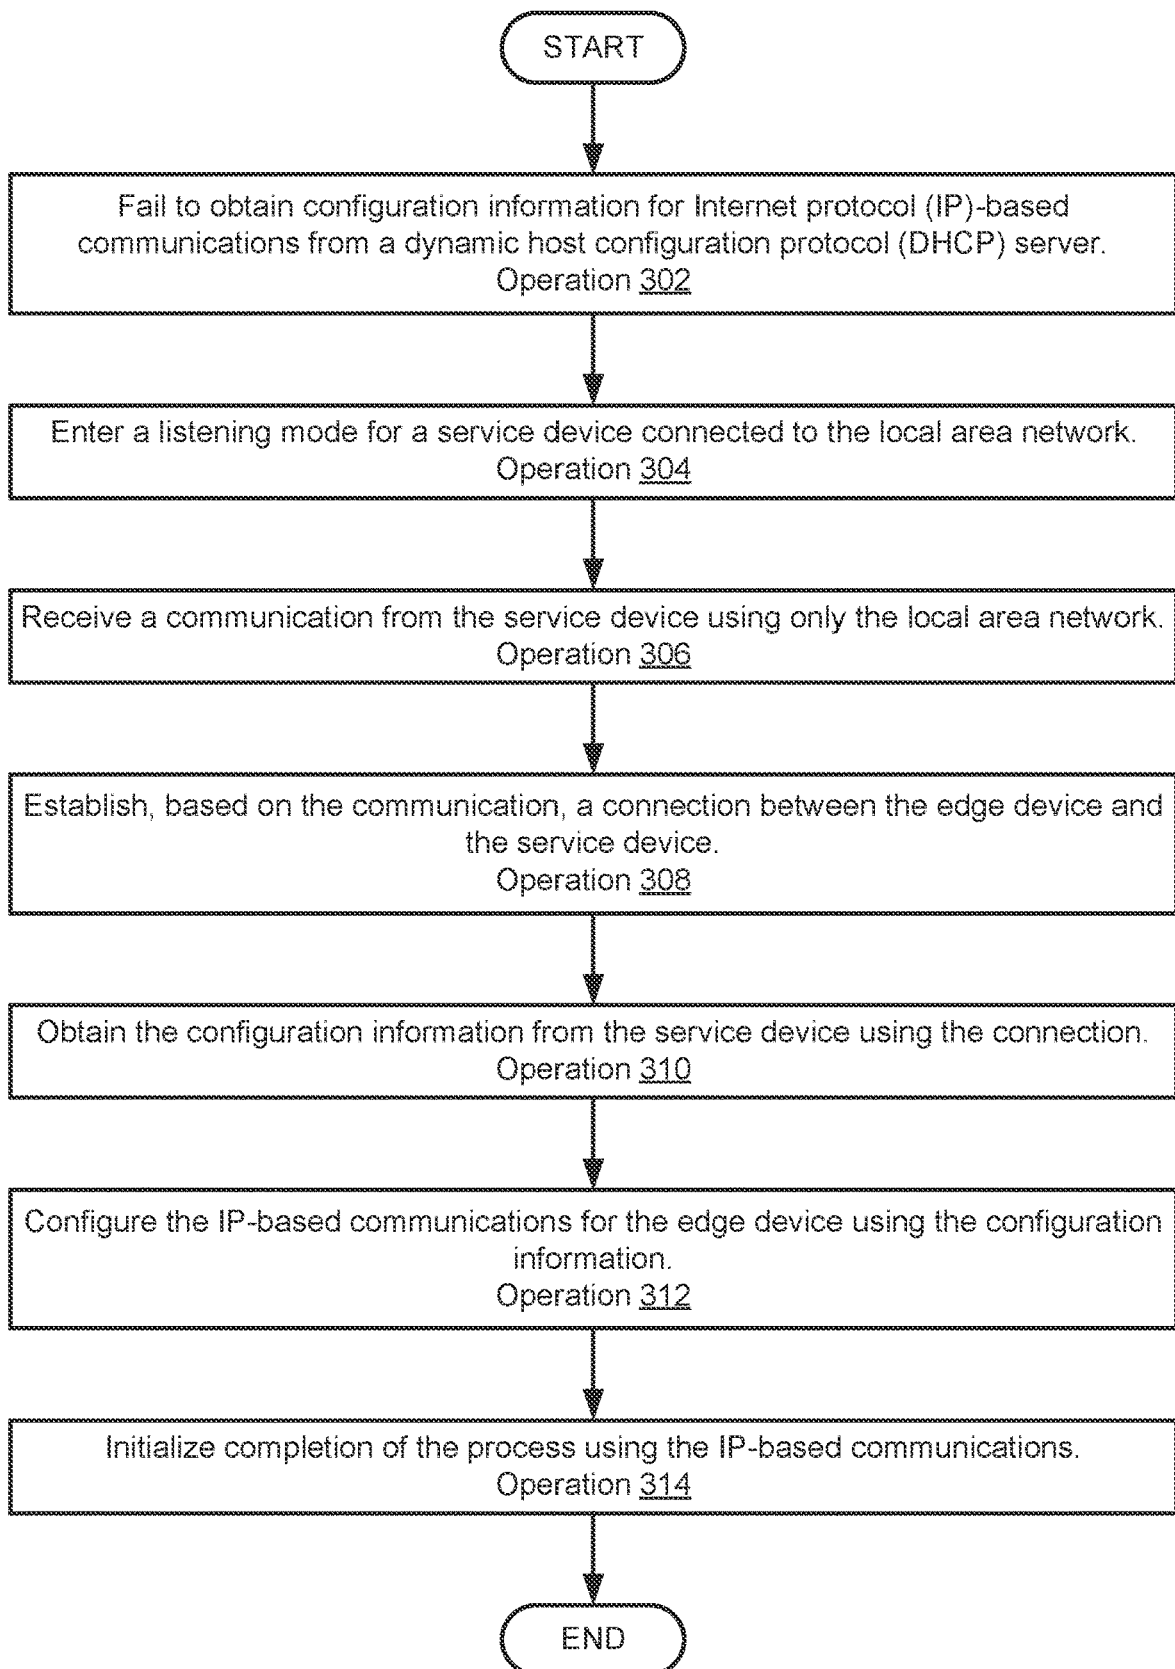 START
Fail to obtain configuration information for Internet protocol (IP)-based
communications from a dynamic host configuration protocol (DHCP) server.
Operation 302
Enter a listening mode for a service device connected to the local area network.
Operation 304
Receive a communication from the service device using only the local area network.
Operation 306
Establish, based on the communication, a connection between the edge device and
the service device.
Operation 308
Obtain the configuration information from the service device using the connection.
Operation 310
Configure the IP-based communications for the edge device using the configuration
information.
Operation 312
Initialize completion of the process using the IP-based communications.
Operation 314
END